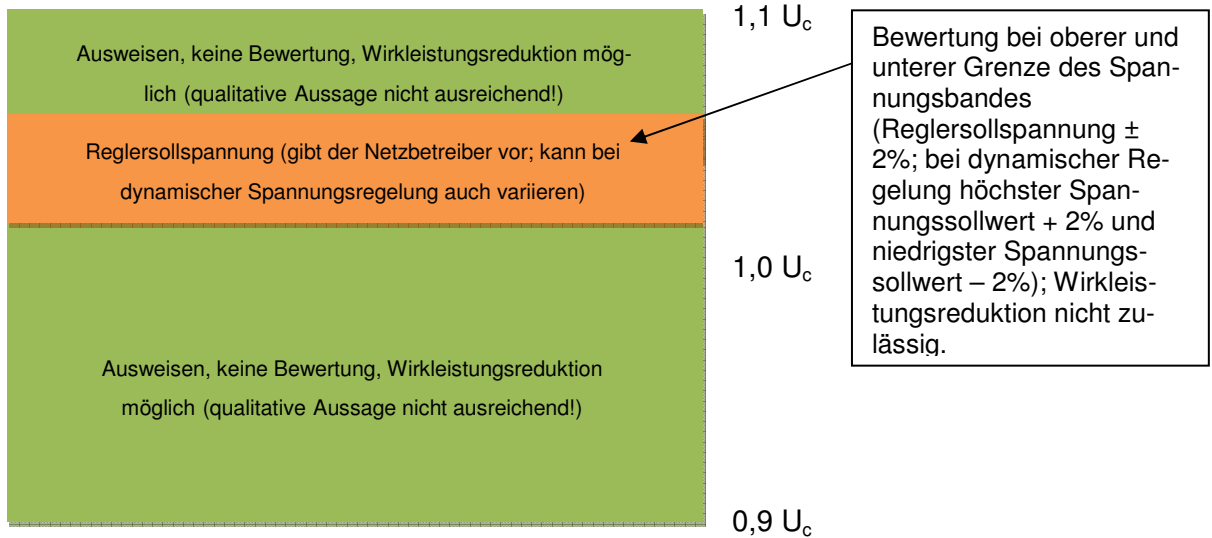 1,1 Uc
Ausweisen, keine Bewertung, Wirkleistungsreduktion mög-
lich (qualitative Aussage nicht ausreichend!)
Reglersollspannung (gibt der Netzbetreiber vor; kann bei
dynamischer Spannungsregelung auch variieren)
1,0 Uc
Ausweisen, keine Bewertung, Wirkleistungsreduktion
möglich (qualitative Aussage nicht ausreichend!)
0,9 Uc
Bewertung bei oberer und
unterer Grenze des Span-
nungsbandes
(Reglersollspannung ±
2%; bei dynamischer Re-
gelung höchster Span-
nungssollwert + 2% und
niedrigster Spannungs-
sollwert – 2%); Wirkleis-
tungsreduktion nicht zu-
lässig.